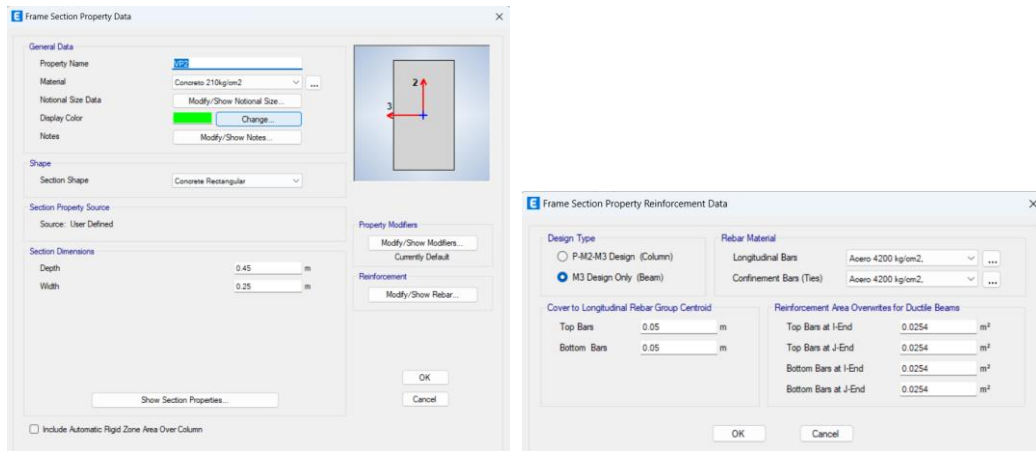 Frame Section Property Data
General Data
Property Name VP2
Material Concreto 210kg/cm2 ...
Notional Size Data Modify/Show Notional Size...
Display Color Change...
Notes Modify/Show Notes...
2
3
Shape
Section Shape Concrete Rectangular
Section Property Source
Source: User Defined
Section Dimensions
Depth 0.45 m
Width 0.25 m
Show Section Properties...
Include Automatic Rigid Zone Area Over Column
Property Modifiers
Modify/Show Modifiers...
Currently Default
Reinforcement
Modify/Show Rebar...
OK
Cancel
Frame Section Property Reinforcement Data
Design Type
P-M2-M3 Design (Column)
M3 Design Only (Beam)
Rebar Material
Longitudinal Bars Acero 4200 kg/cm2, ...
Confinement Bars (Ties) Acero 4200 kg/cm2, ...
Cover to Longitudinal Rebar Group Centroid
Top Bars 0.05 m
Bottom Bars 0.05 m
Reinforcement Area Overwrites for Ductile Beams
Top Bars at I-End 0.0254 m²
Top Bars at J-End 0.0254 m²
Bottom Bars at I-End 0.0254 m²
Bottom Bars at J-End 0.0254 m²
OK Cancel